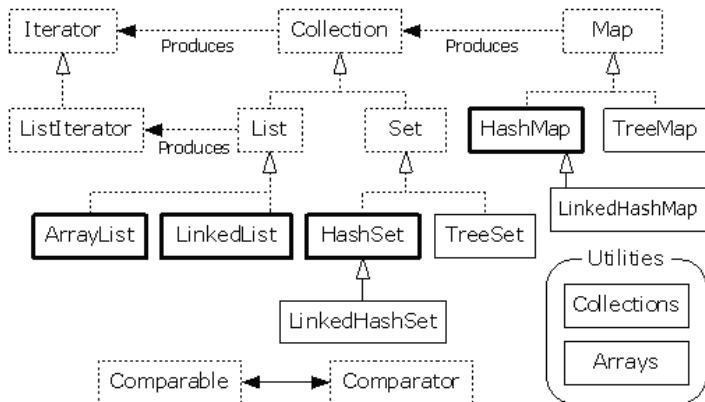 Iterator
Collection
Map
Produces
Produces
ListIterator
List
Set
HashMap
TreeMap
Produces
LinkedHashMap
ArrayList
LinkedList
HashSet
TreeSet
Utilities
Collections
LinkedHashSet
Arrays
Comparable
Comparator